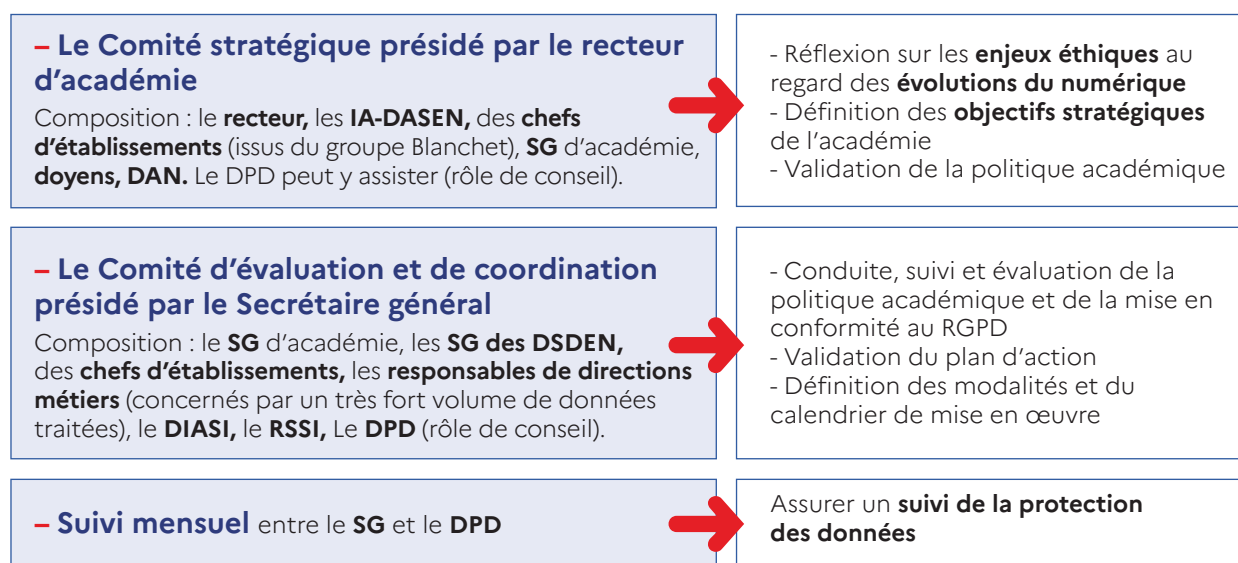 – Le Comité stratégique présidé par le recteur
d'académie
Composition : le recteur, les IA-DASEN, des chefs
d'établissements (issus du groupe Blanchet), SG d'académie,
doyens, DAN. Le DPD peut y assister (rôle de conseil).
- Réflexion sur les enjeux éthiques au
regard des évolutions du numérique
- Définition des objectifs stratégiques
de l'académie
- Validation de la politique académique
– Le Comité d'évaluation et de coordination
présidé par le Secrétaire général
Composition : le SG d'académie, les SG des DSDEN,
des chefs d'établissements, les responsables de directions
métiers (concernés par un très fort volume de données
traitées), le DIASI, le RSSI, Le DPD (rôle de conseil).
- Conduite, suivi et évaluation de la
politique académique et de la mise en
conformité au RGPD
- Validation du plan d'action
- Définition des modalités et du
calendrier de mise en œuvre
– Suivi mensuel entre le SG et le DPD
Assurer un suivi de la protection
des données